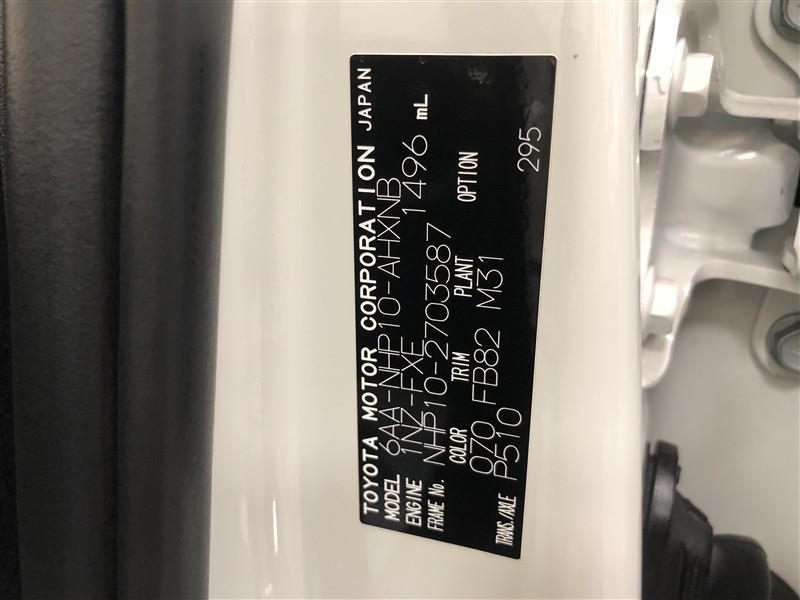 TOYOTA MOTOR CORPORATION JAPAN
MODEL 6AA-NHP10-AHXNB
ENGINE 1NZ-FXE 1496 mL
FRAME No. NHP10-2703587
COLOR TRIM PLANT OPTION
070 FB82 M31
TRANS./AXLE P510 295